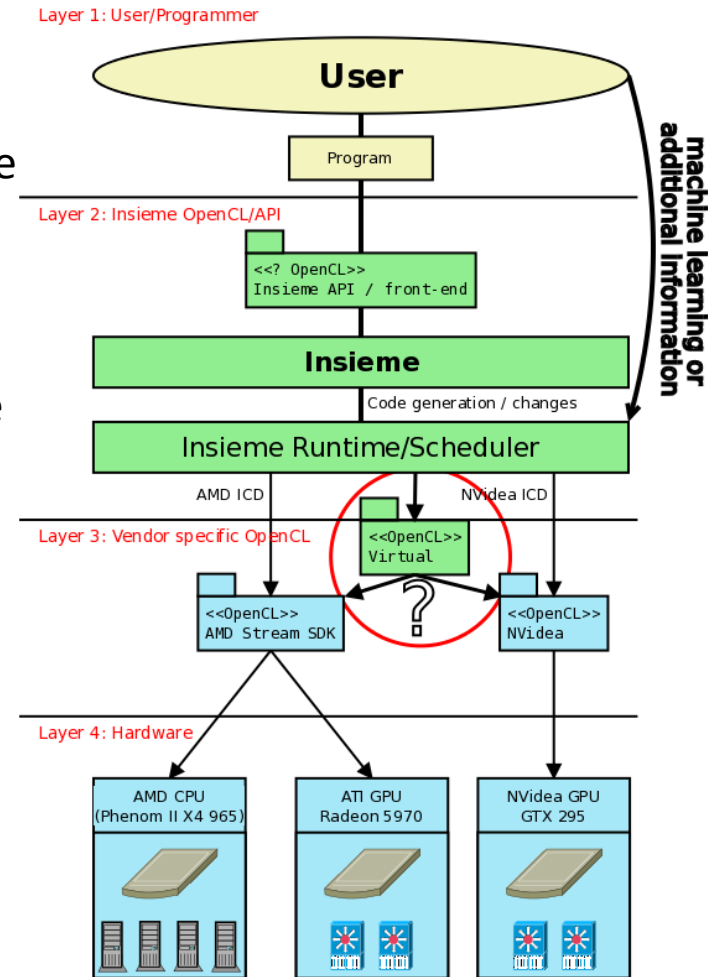 Layer 1: User/Programmer
User
Program
e
machine learning or
additional information
Layer 2: Insieme OpenCL/API
<<? OpenCL>>
Insieme API / front-end
Insieme
e
Code generation / changes
Insieme Runtime/Scheduler
AMD ICD
NVidea ICD
Layer 3: Vendor specific OpenCL
<<OpenCL>>
Virtual
?
<<OpenCL>>
AMD Stream SDK
<<OpenCL>>
NVidea
Layer 4: Hardware
AMD CPU
(Phenom II X4 965)
ATI GPU
Radeon 5970
NVidea GPU
GTX 295